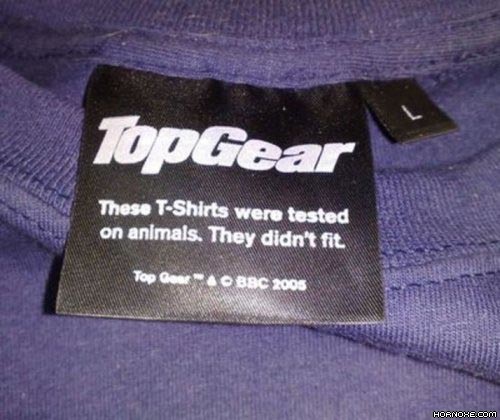 TopGear
L
These T-Shirts were tested
on animals. They didn't fit.
Top Gear ™ & © BBC 2005
HORNOXE.COM